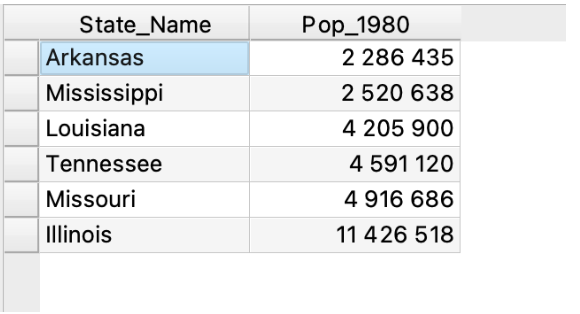 State_Name Pop_1980
Arkansas 2 286 435
Mississippi 2 520 638
Louisiana 4 205 900
Tennessee 4 591 120
Missouri 4 916 686
Illinois 11 426 518